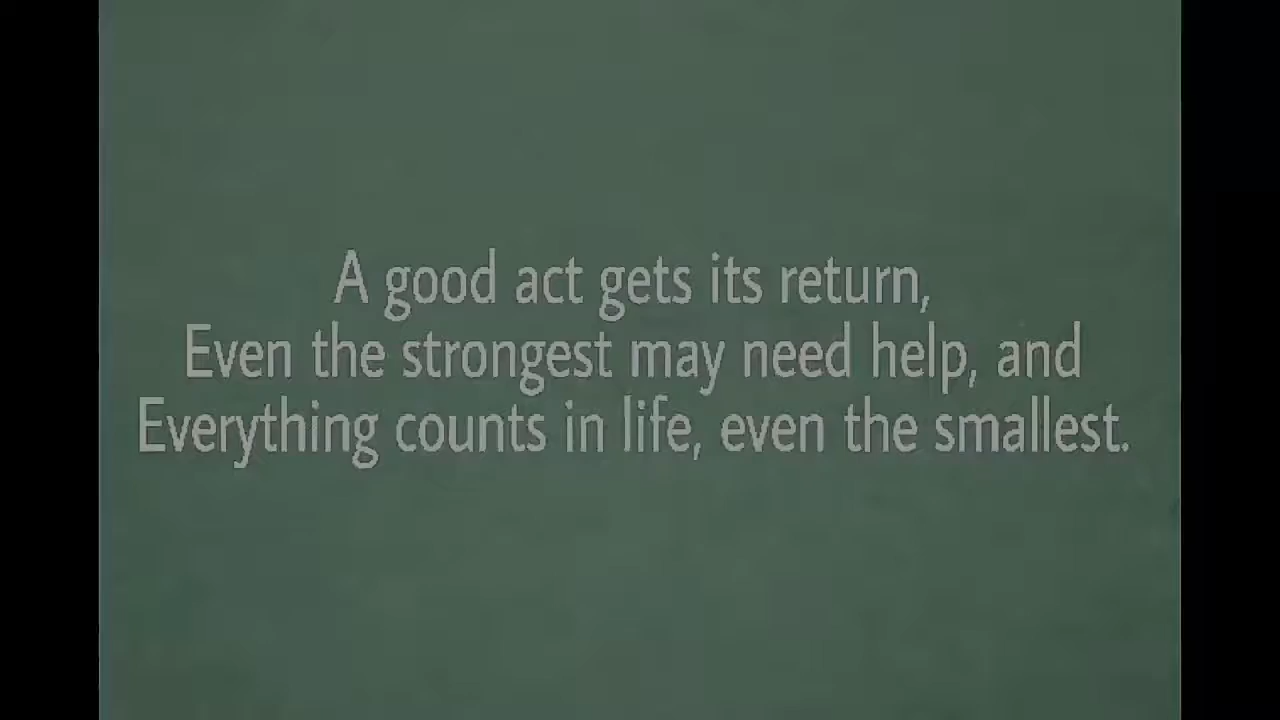 A good act gets its return,
Even the strongest may need help, and
Everything counts in life, even the smallest.